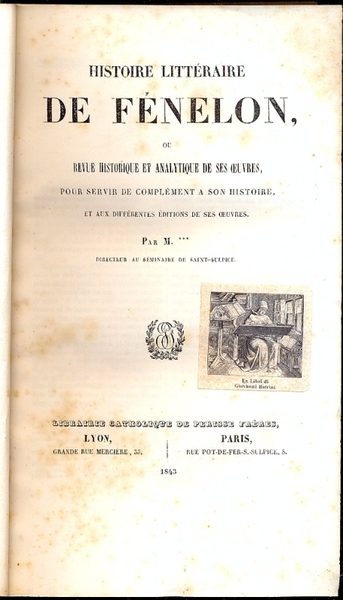 HISTOIRE LITTÉRAIRE
DE FÉNELON,
OU
REVUE HISTORIQUE ET ANALYTIQUE DE SES ŒUVRES,
POUR SERVIR DE COMPLÉMENT A SON HISTOIRE,
ET AUX DIFFÉRENTES ÉDITIONS DE SES ŒUVRES.
PAR M. ***
DIRECTEUR AU SÉMINAIRE DE SAINT-SULPICE.
Ex Libri di
Giovanni
LIBRAIRIE CATHOLIQUE DE PERISSE FRÈRES,
LYON,
GRANDE RUE MERCIÈRE, 33,
PARIS,
RUE POT-DE-FER-S. SULPICE, 8.
1843